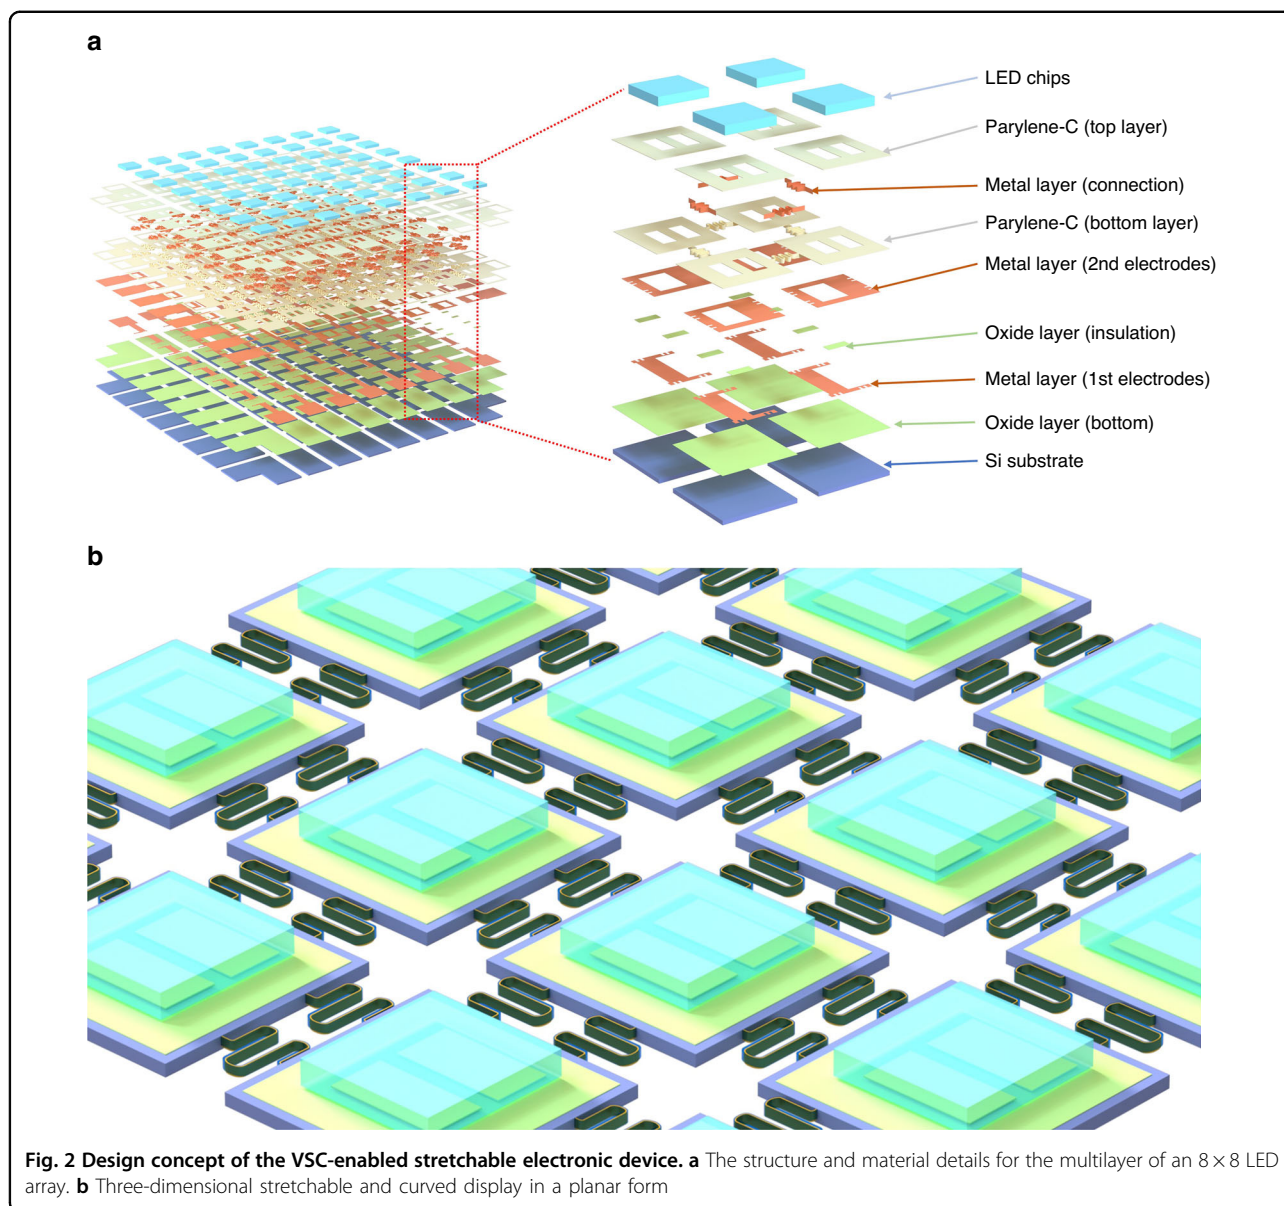 a
LED chips
Parylene-C (top layer)
Metal layer (connection)
Parylene-C (bottom layer)
Metal layer (2nd electrodes)
Oxide layer (insulation)
Metal layer (1st electrodes)
Oxide layer (bottom)
Si substrate
b
Fig. 2 Design concept of the VSC-enabled stretchable electronic device. a The structure and material details for the multilayer of an 8 × 8 LED
array. b Three-dimensional stretchable and curved display in a planar form